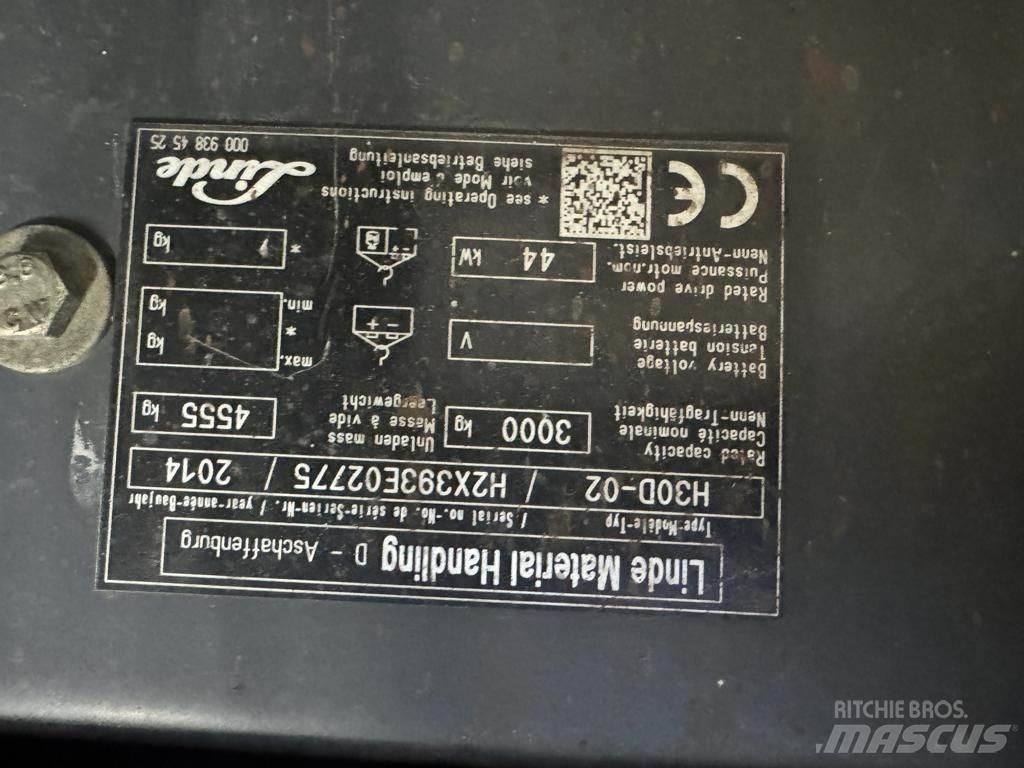 Linde Material Handling D - Aschaffenburg
Type-Modèle-Typ / Serial no.-No. de série-Serien-Nr. / year-année-Baujahr
H30D-02 / H2X393E02775 / 2014
Rated capacity
Capacité nominale
Nenn-Tragfähigkeit
3000 kg
Unladen mass
Masse à vide
Leergewicht
4555 kg
Battery voltage
Tension batterie
Batteriespannung
V
- +
max.
*
min.
kg
kg
Rated drive power
Puissance motr.nom.
Nenn-Antriebsleist.
44 kW
*
kg
CE
* see Operating instructions
voir Mode d emploi
siehe Betriebsanleitung
Linde
000 938 45 25
RITCHIE BROS.
MASCUS